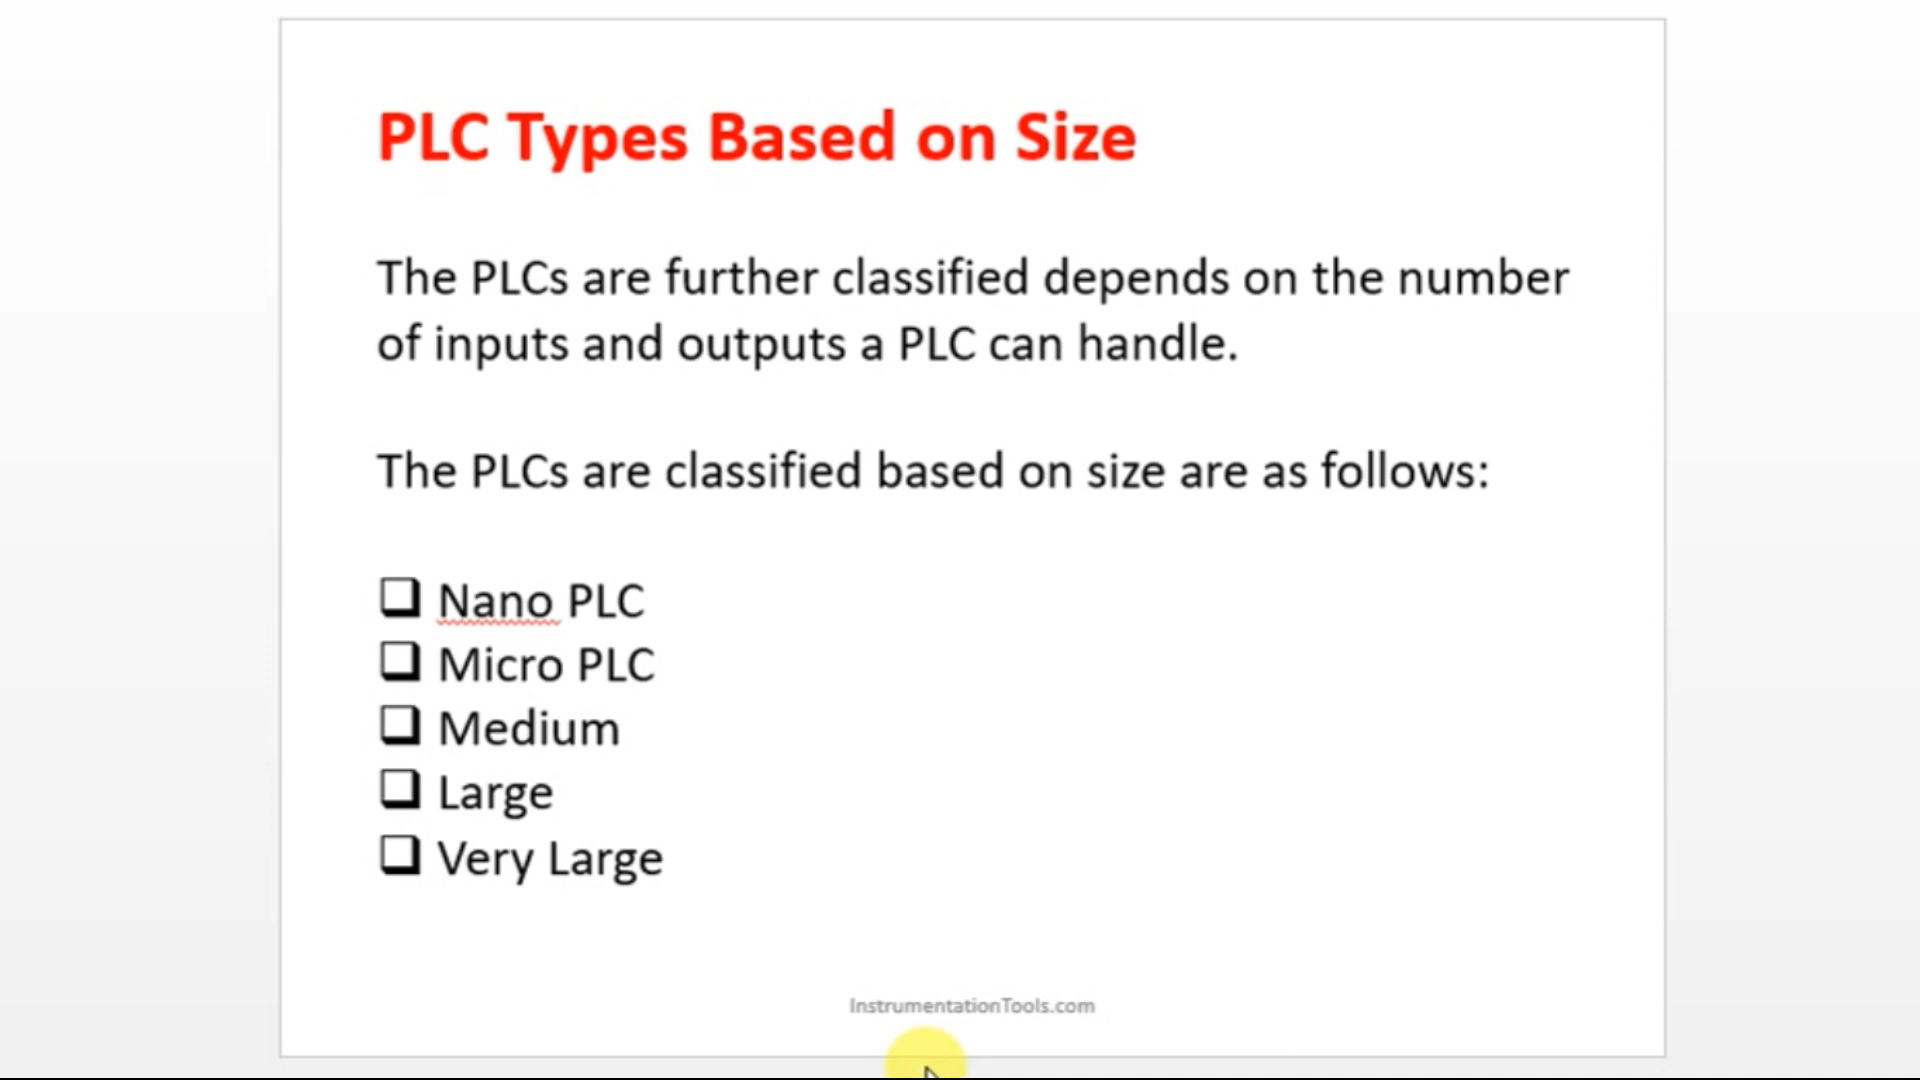 PLC Types Based on Size
The PLCs are further classified depends on the number
of inputs and outputs a PLC can handle.
The PLCs are classified based on size are as follows:
❑ Nano PLC
❑ Micro PLC
❑ Medium
❑ Large
❑ Very Large
InstrumentationTools.com